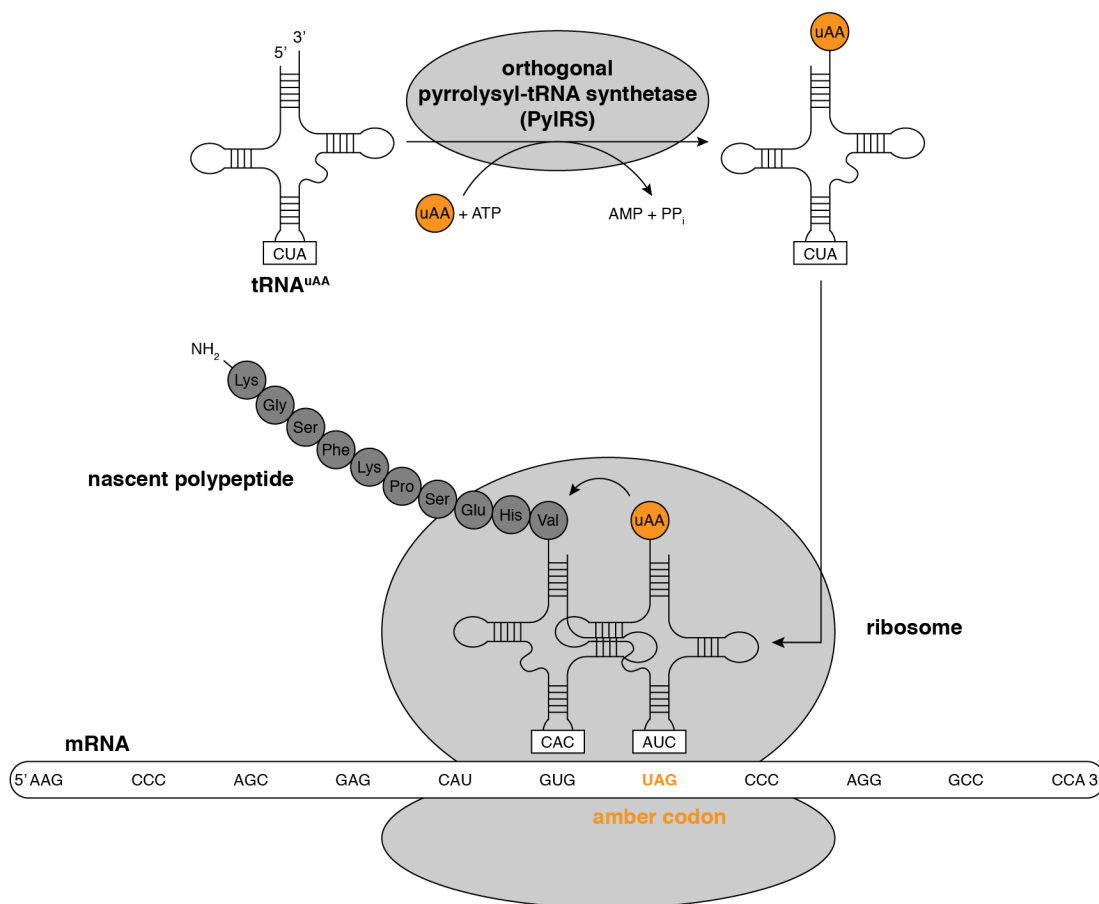 5’ 3’
orthogonal
pyrrolysyl-tRNA synthetase
(PylRS)
uAA
uAA + ATP
AMP + PPi
CUA
CUA
tRNAuAA
NH2
Lys
Gly
Ser
Phe
Lys
Pro
Ser
Glu
His
Val
uAA
nascent polypeptide
ribosome
CAC
AUC
mRNA
5’ AAG CCC AGC GAG CAU GUG UAG CCC AGG GCC CCA 3’
amber codon